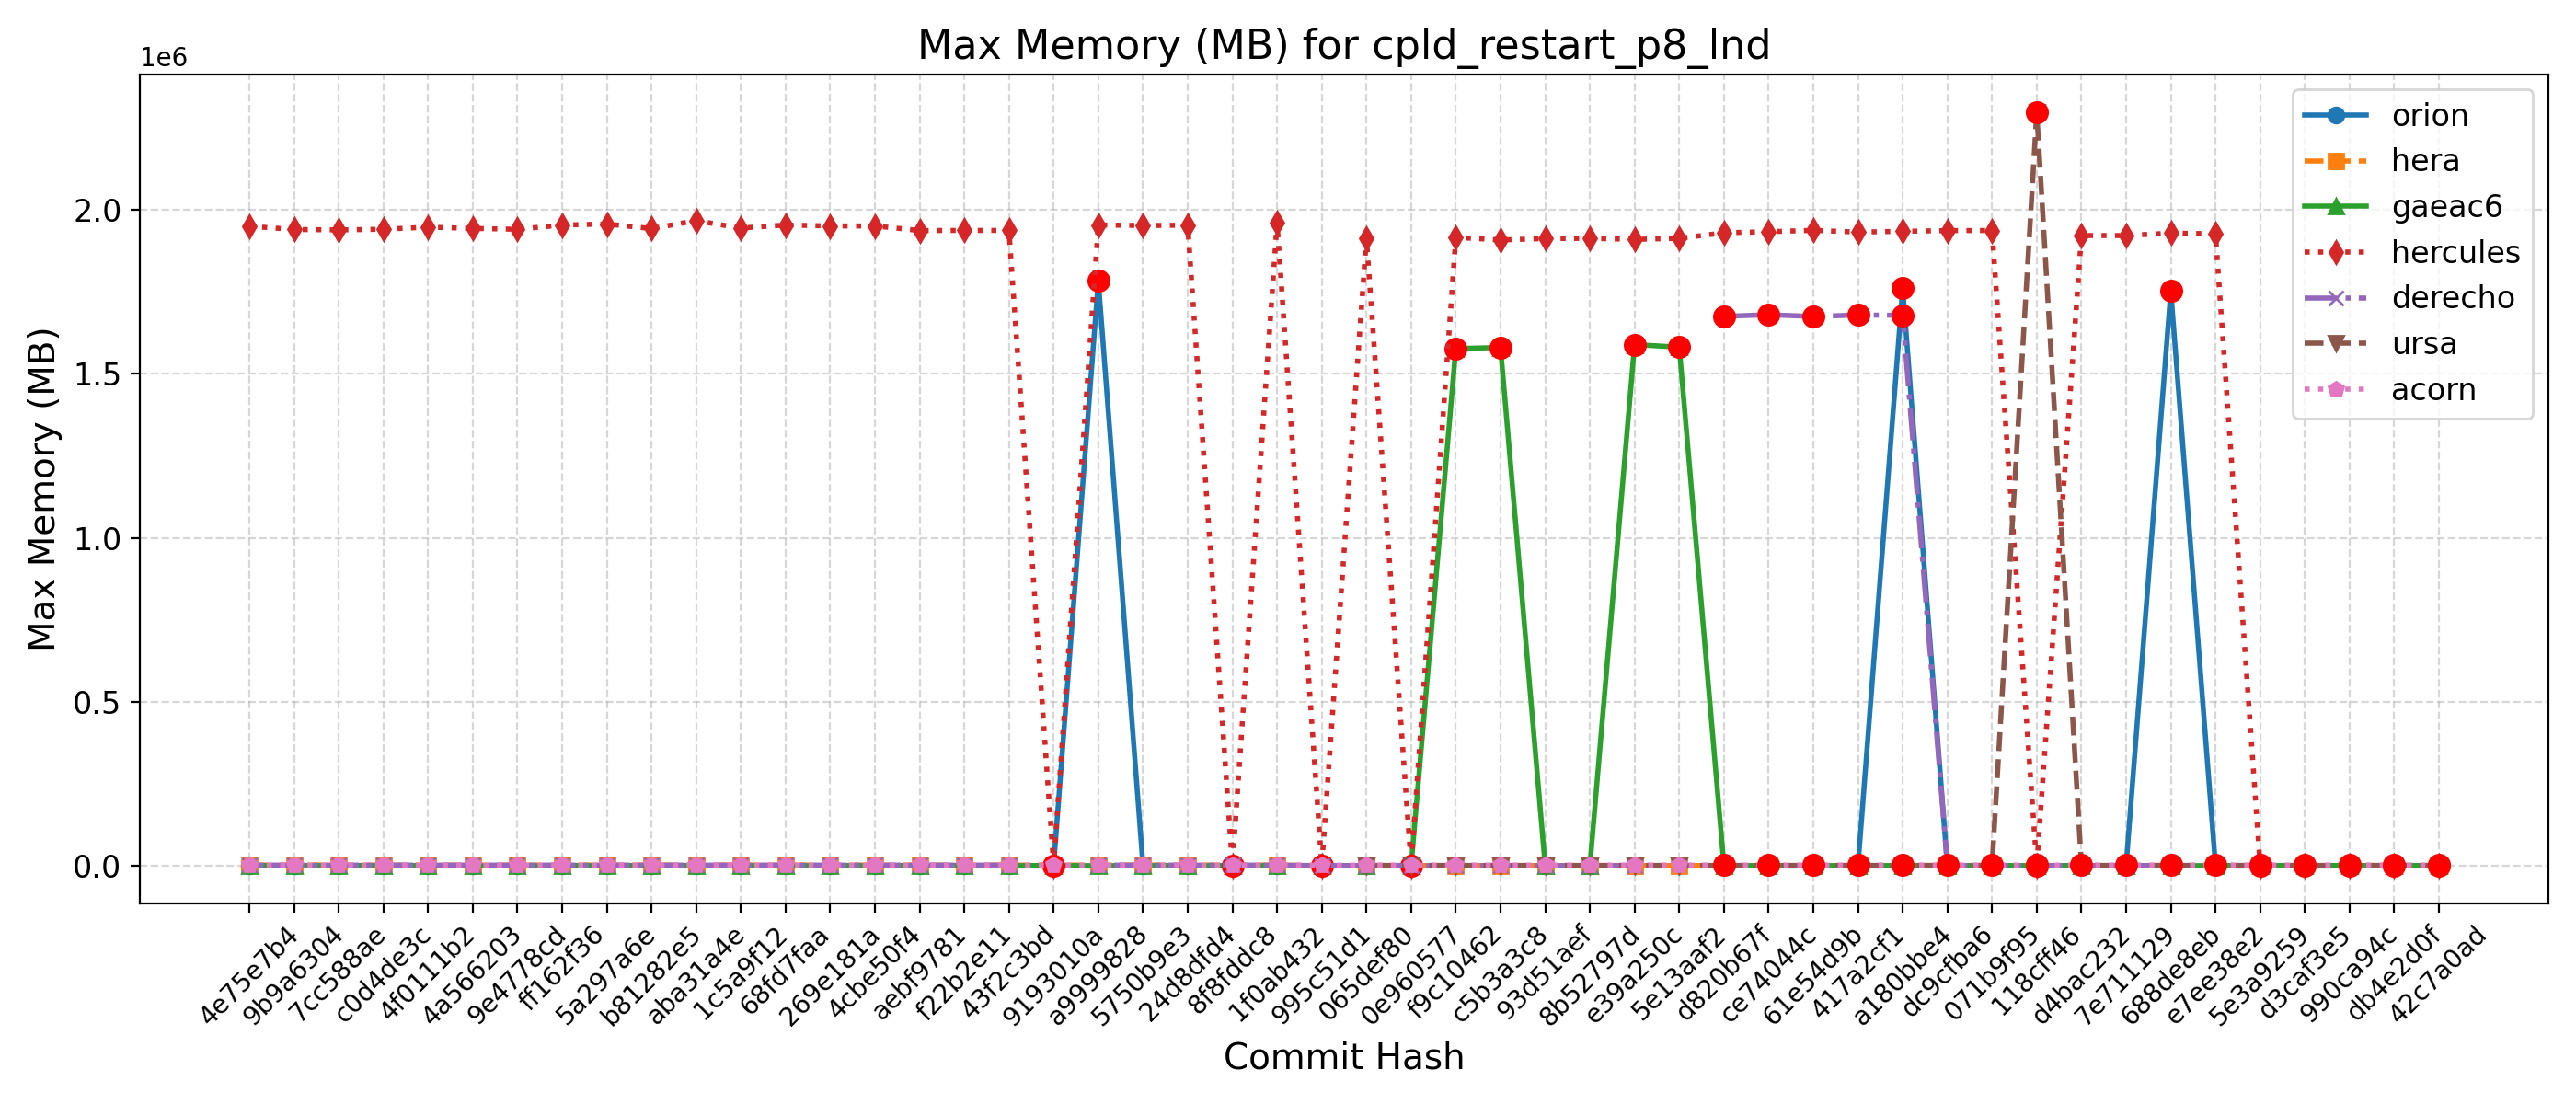 Max Memory (MB) for cpld_restart_p8_lnd
1e6
Max Memory (MB)
2.0
1.5
1.0
0.5
0.0
orion
hera
gaeac6
hercules
derecho
ursa
acorn
4e75e7b4
9b9a6304
7cc588ae
c0d4de3c
4f0111b2
4a566203
9e4778cd
ff162f36
5a297a6e
b81282e5
aba31a4e
1c5a9f12
68fd7faa
269e181a
4cbe50f4
aebf9781
f22b2e11
43f2c3bd
9193010a
a9999828
5750b9e3
24d8dfd4
8f8fddc8
1f0ab432
995c51d1
065def80
0e960577
f9c10462
c5b3a3c8
93d51aef
8b52797d
e39a250c
5e13aaf2
d820b67f
ce74044c
61e54d9b
417a2cf1
a180bbe4
dc9cfba6
071b9f95
118cff46
d4bac232
7e711129
688de8eb
e7ee38e2
5e3a9259
d3caf3e5
990ca94c
db4e2d0f
42c7a0ad
Commit Hash